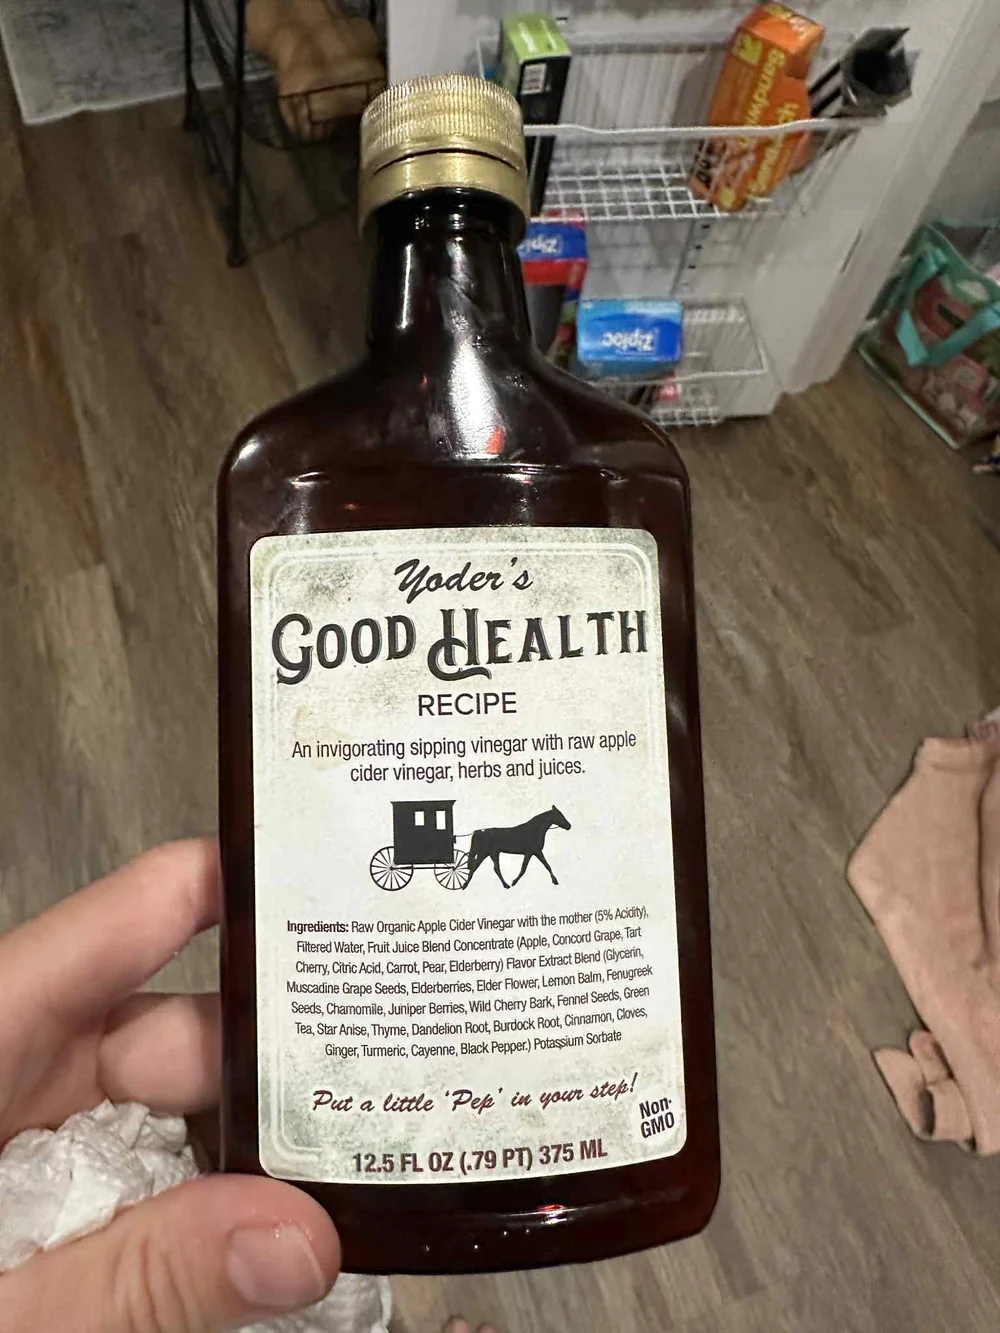 Yoder's
GOOD HEALTH
RECIPE
An invigorating sipping vinegar with raw apple
cider vinegar, herbs and juices.
Ingredients: Raw Organic Apple Cider Vinegar with the mother (5% Acidity),
Filtered Water, Fruit Juice Blend Concentrate (Apple, Concord Grape, Tart
Cherry, Citric Acid, Carrot, Pear, Elderberry) Flavor Extract Blend (Glycerin,
Muscadine Grape Seeds, Elderberries, Elder Flower, Lemon Balm, Fenugreek
Seeds, Chamomile, Juniper Berries, Wild Cherry Bark, Fennel Seeds, Green
Tea, Star Anise, Thyme, Dandelion Root, Burdock Root, Cinnamon, Cloves,
Ginger, Turmeric, Cayenne, Black Pepper.) Potassium Sorbate
Put a little 'Pep' in your step!
Non-
GMO
12.5 FL OZ (.79 PT) 375 ML
Ziploc
Ziploc
Sandwich